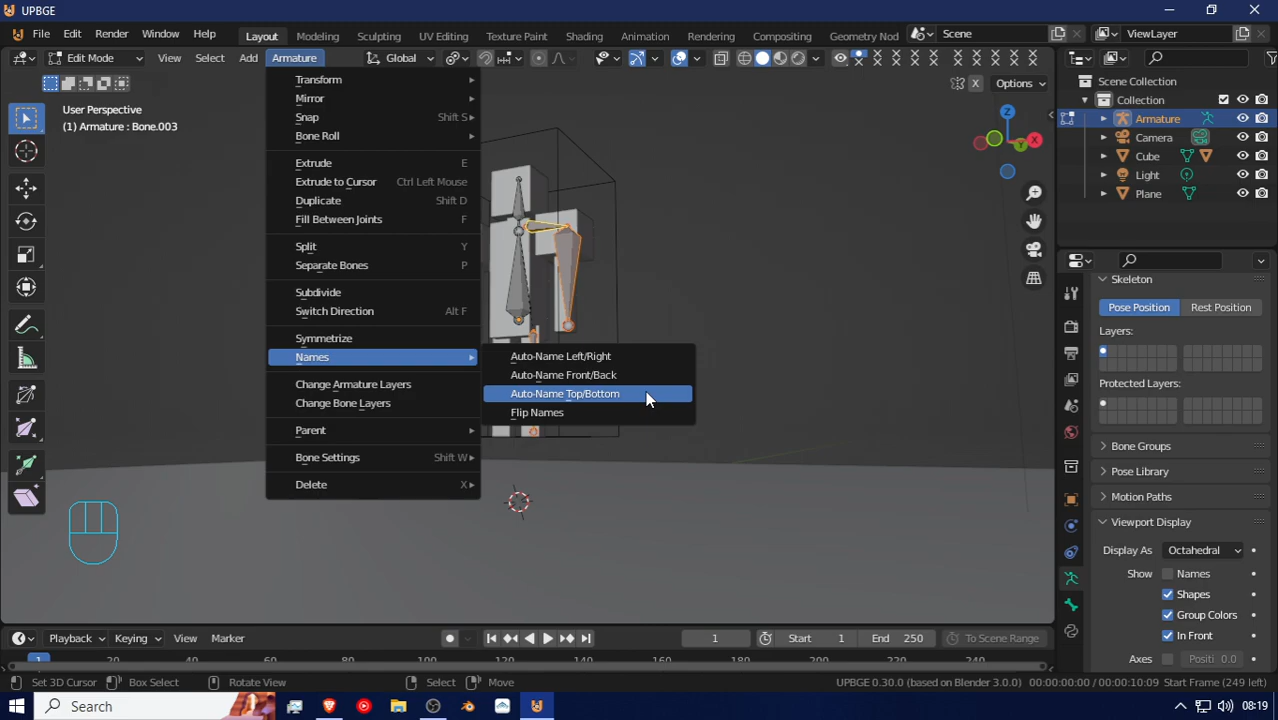 UPBGE
File Edit Render Window Help Layout Modeling Sculpting UV Editing Texture Paint Shading Animation Rendering Compositing Geometry Nod Scene ViewLayer
Edit Mode View Select Add Armature Global
X Options
User Perspective
(1) Armature : Bone.003
Transform
Mirror
Snap Shift S
Bone Roll
Extrude E
Extrude to Cursor Ctrl Left Mouse
Duplicate Shift D
Fill Between Joints F
Split Y
Separate Bones P
Subdivide
Switch Direction Alt F
Symmetrize
Names
Change Armature Layers
Change Bone Layers
Parent
Bone Settings Shift W
Delete X
Auto-Name Left/Right
Auto-Name Front/Back
Auto-Name Top/Bottom
Flip Names
Z
X
Y
Scene Collection
Collection
Armature
Camera
Cube
Light
Plane
Skeleton
Pose Position Rest Position
Layers:
Protected Layers:
Bone Groups
Pose Library
Motion Paths
Viewport Display
Display As Octahedral
Show Names
Shapes
Group Colors
In Front
Axes Positi 0.0
Playback Keying View Marker 1 Start 1 End 250 To Scene Range
1 20 40 60 80 100 120 140 160 180 200 220 240
Set 3D Cursor Box Select Rotate View Select Move UPBGE 0.30.0 (based on Blender 3.0.0) 00:00:00:00 / 00:00:10:09 Start Frame (249 left)
Search 08:19